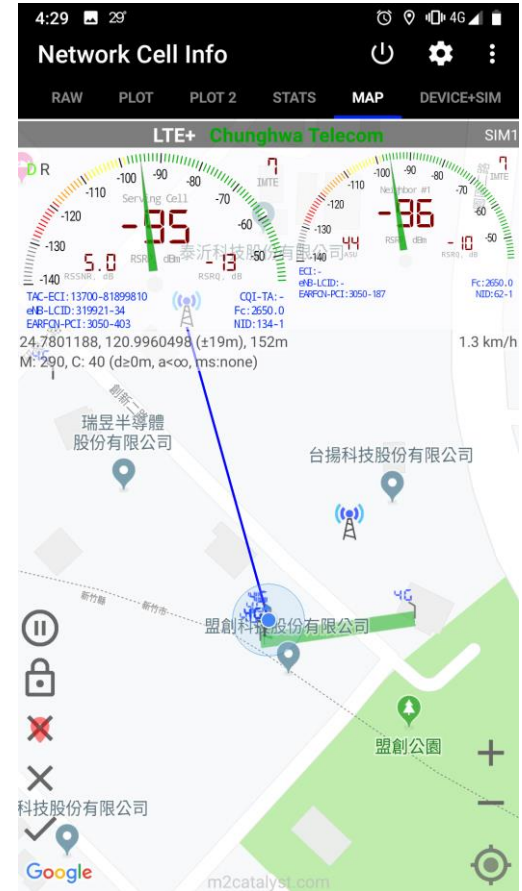 4:29 29° 4G
Network Cell Info
RAW PLOT PLOT 2 STATS MAP DEVICE+SIM
LTE+ Chunghwa Telecom SIM1
D R
-140 -130 -120 -110 -100 -90 -80 -70 -60 -50
Serving Cell
7
IMTE
-95
RSRP, dBm
5.0
RSSNR, dB
-13
RSRQ, dB
-140 -130 -120 -110 -100 -90 -80 -70 -60 -50
Neighbor #1
7
IMTE
-96
RSRP, dBm
44
ASU
-10
RSRQ, dB
泰沂科技股份有限公司
TAC-ECI:13700-81899810 CQI-TA:-
eNB-LCID:319921-34 Fc:2650.0
EARFCN-PCI:3050-403 NID:134-1
ECI:-
eNB-LCID:- Fc:2650.0
EARFCN-PCI:3050-187 NID:62-1
24.7801188, 120.9960498 (±19m), 152m 1.3 km/h
M: 290, C: 40 (d≥0m, a<∞, ms:none)
創新二路
瑞昱半導體
股份有限公司
台揚科技股份有限公司
新竹縣
新竹市
4G
4G
盟創科技股份有限公司
盟創公園
科技股份有限公司
Google
m2catalyst.com